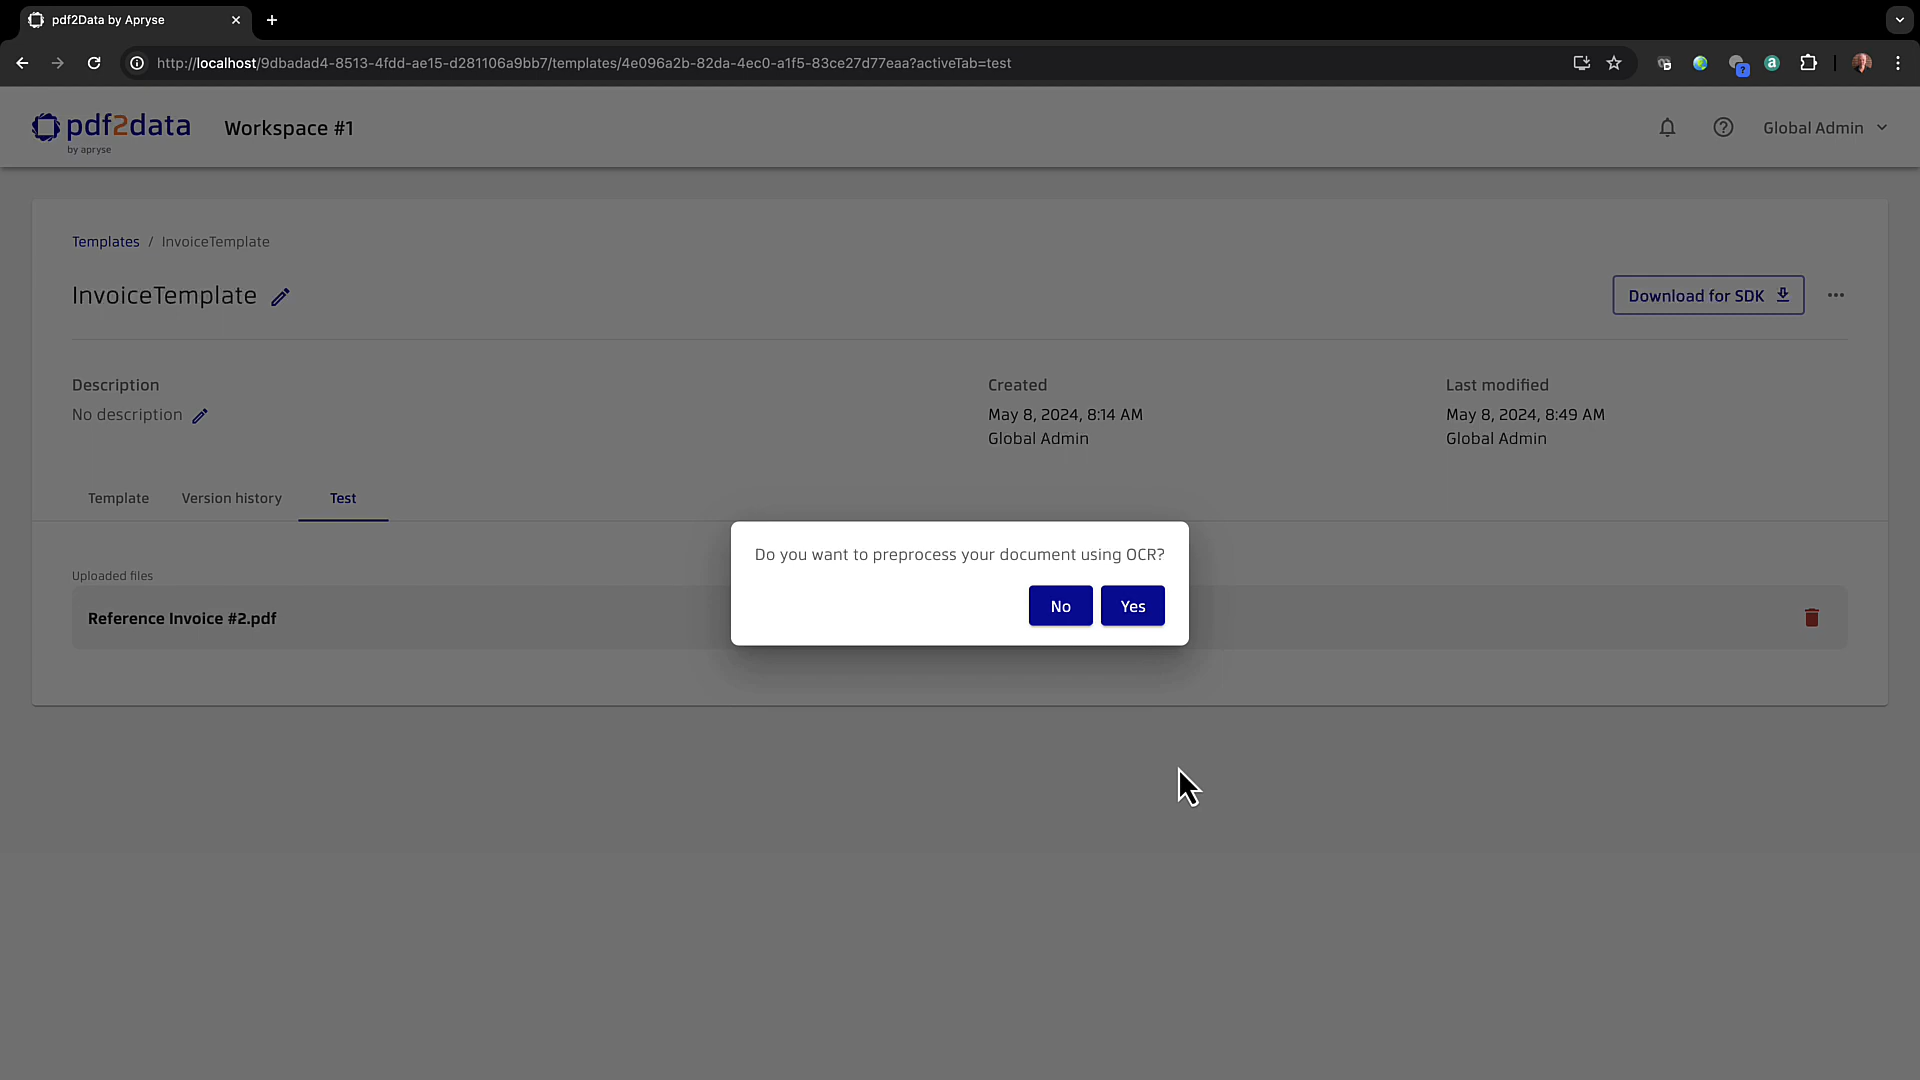 pdf2Data by Apryse
http://localhost/9dbadad4-8513-4fdd-ae15-d281106a9bb7/templates/4e096a2b-82da-4ec0-a1f5-83ce27d77eaa?activeTab=test
pdf2data
by apryse
Workspace #1
Global Admin
Templates / InvoiceTemplate
InvoiceTemplate
Download for SDK
Description
No description
Created
May 8, 2024, 8:14 AM
Global Admin
Last modified
May 8, 2024, 8:49 AM
Global Admin
Template Version history Test
Do you want to preprocess your document using OCR?
No Yes
Uploaded files
Reference Invoice #2.pdf